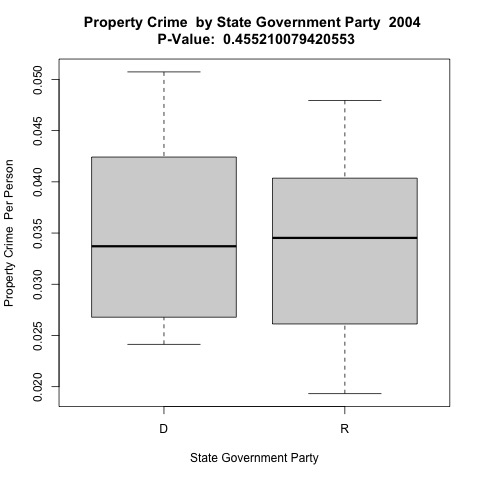 Property Crime by State Government Party 2004
P-Value: 0.455210079420553
Property Crime Per Person
0.050
0.045
0.040
0.035
0.030
0.025
0.020
D R
State Government Party